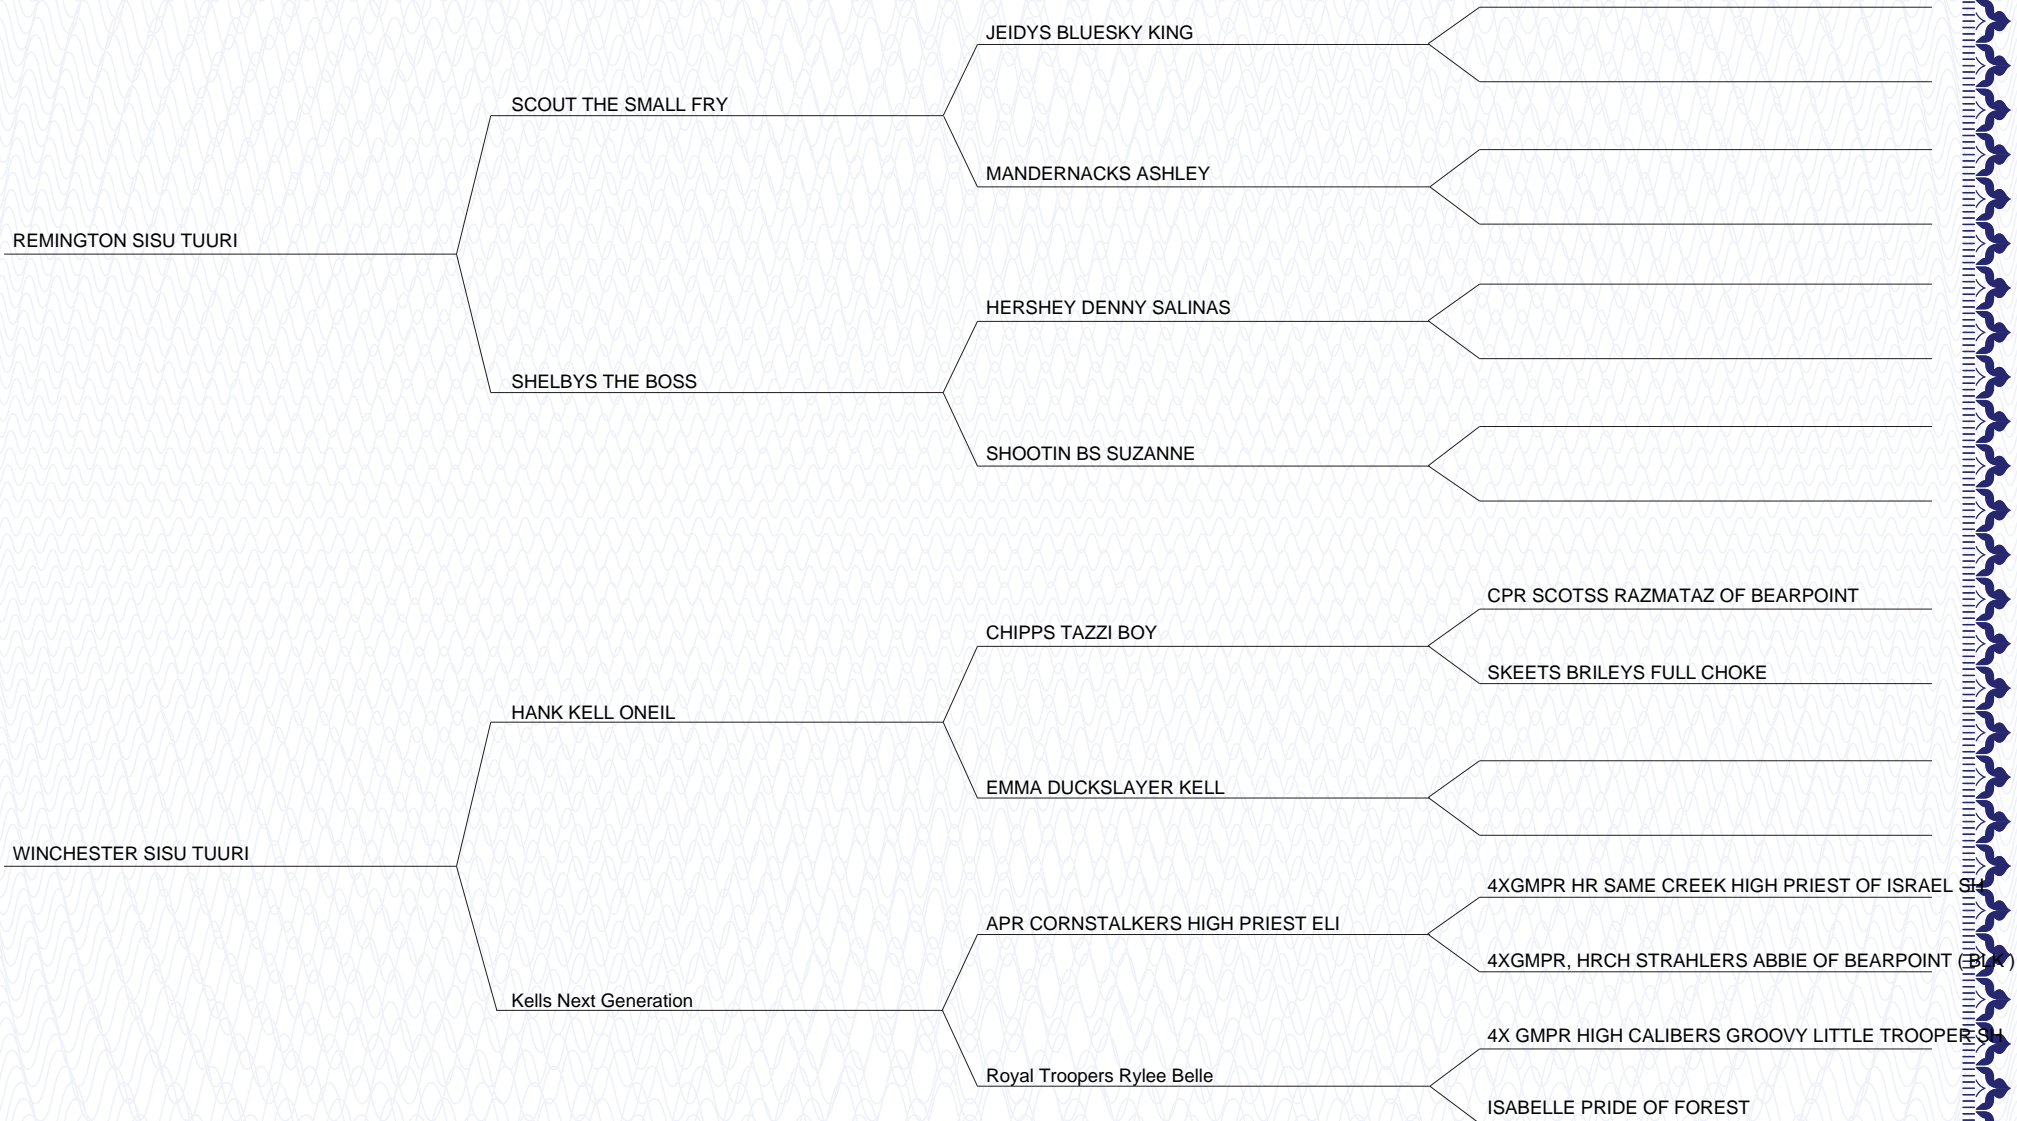 JEIDYS BLUESKY KING
SCOUT THE SMALL FRY
MANDERNACKS ASHLEY
REMINGTON SISU TUURI
HERSHEY DENNY SALINAS
SHELBYS THE BOSS
SHOOTIN BS SUZANNE
CPR SCOTSS RAZMATAZ OF BEARPOINT
CHIPPS TAZZI BOY
SKEETS BRILEYS FULL CHOKE
HANK KELL ONEIL
EMMA DUCKSLAYER KELL
WINCHESTER SISU TUURI
4XGMPR HR SAME CREEK HIGH PRIEST OF ISRAEL SH
APR CORNSTALKERS HIGH PRIEST ELI
4XGMPR, HRCH STRAHLERS ABBIE OF BEARPOINT ( BLK )
Kells Next Generation
4X GMPR HIGH CALIBERS GROOVY LITTLE TROOPER SH
Royal Troopers Rylee Belle
ISABELLE PRIDE OF FOREST